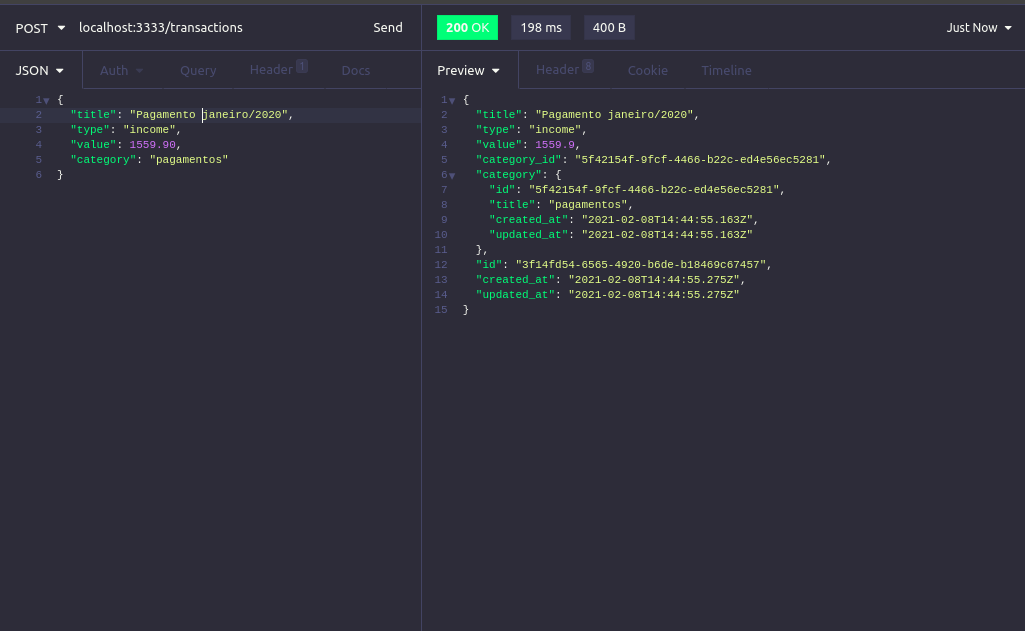 POST localhost:3333/transactions Send
200 OK 198 ms 400 B Just Now
JSON Auth Query Header 1 Docs
Preview Header 8 Cookie Timeline
1 {
2 "title": "Pagamento janeiro/2020",
3 "type": "income",
4 "value": 1559.90,
5 "category": "pagamentos"
6 }
1 {
2 "title": "Pagamento janeiro/2020",
3 "type": "income",
4 "value": 1559.9,
5 "category_id": "5f42154f-9fcf-4466-b22c-ed4e56ec5281",
6 "category": {
7 "id": "5f42154f-9fcf-4466-b22c-ed4e56ec5281",
8 "title": "pagamentos",
9 "created_at": "2021-02-08T14:44:55.163Z",
10 "updated_at": "2021-02-08T14:44:55.163Z"
11 },
12 "id": "3f14fd54-6565-4920-b6de-b18469c67457",
13 "created_at": "2021-02-08T14:44:55.275Z",
14 "updated_at": "2021-02-08T14:44:55.275Z"
15 }